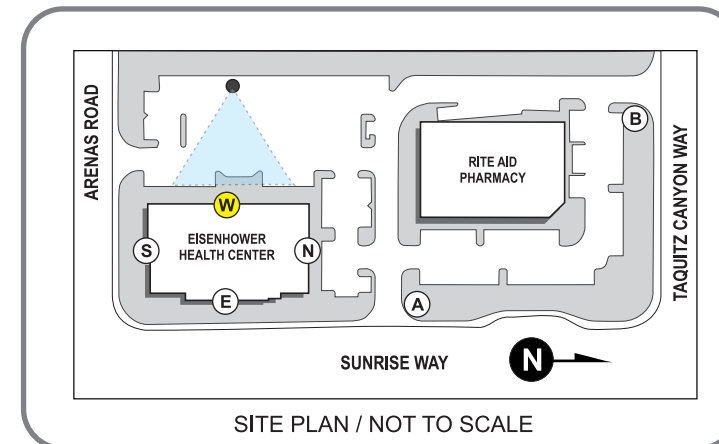 ARENAS ROAD
B
RITE AID
PHARMACY
TAQUITZ CANYON WAY
W
S
EISENHOWER
HEALTH CENTER
N
E
A
SUNRISE WAY
N
SITE PLAN / NOT TO SCALE